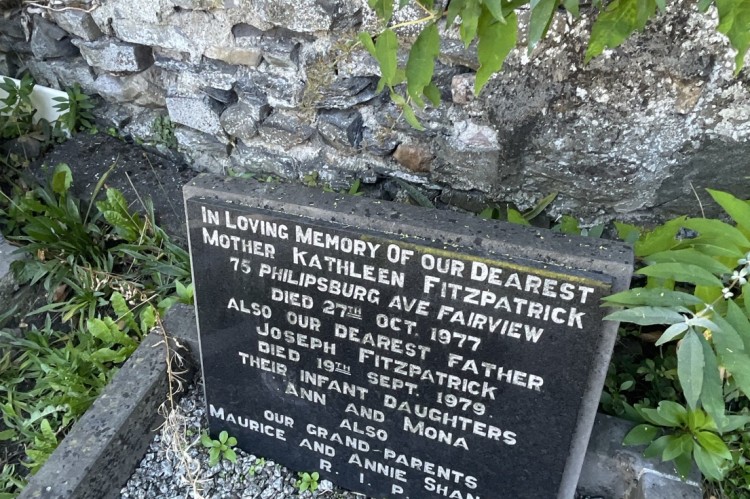 IN LOVING MEMORY OF OUR DEAREST
MOTHER KATHLEEN FITZPATRICK
75 PHILIPSBURG AVE FAIRVIEW
DIED 27TH OCT. 1977
ALSO OUR DEAREST FATHER
JOSEPH FITZPATRICK
DIED 19TH SEPT. 1979
THEIR INFANT DAUGHTERS
ANN AND MONA
ALSO
OUR GRAND-PARENTS
MAURICE AND ANNIE
R. I. P.